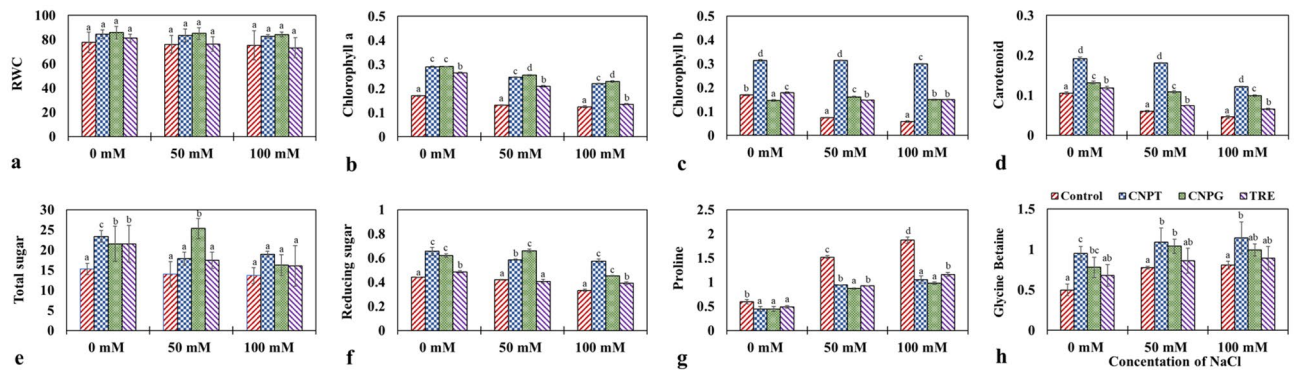 RWC
100
80
60
40
20
0
a a a a a a a a a a a a
0 mM 50 mM 100 mM
a
Chlorophyll a
0.5
0.4
0.3
0.2
0.1
0
a c c b a c d b a c d b
0 mM 50 mM 100 mM
b
Chlorophyll b
0.5
0.4
0.3
0.2
0.1
0
b d a c a d c b a c b b
0 mM 50 mM 100 mM
c
Carotenoid
0.3
0.2
0.1
0
a d c b a d c b a d c b
0 mM 50 mM 100 mM
d
Total sugar
30
25
20
15
10
5
0
a c b b a a b a a a a a
0 mM 50 mM 100 mM
e
Reducing sugar
1
0.8
0.6
0.4
0.2
0
a c c b a b c a a c b b
0 mM 50 mM 100 mM
f
Proline
2.5
2
1.5
1
0.5
0
b a a a c b a b d b a c
0 mM 50 mM 100 mM
g
Control CNPT CNPG TRE
Glycine Betaine
1.5
1
0.5
0
a c bc ab a b b ab a b ab ab
0 mM 50 mM 100 mM
h
Concentation of NaCl